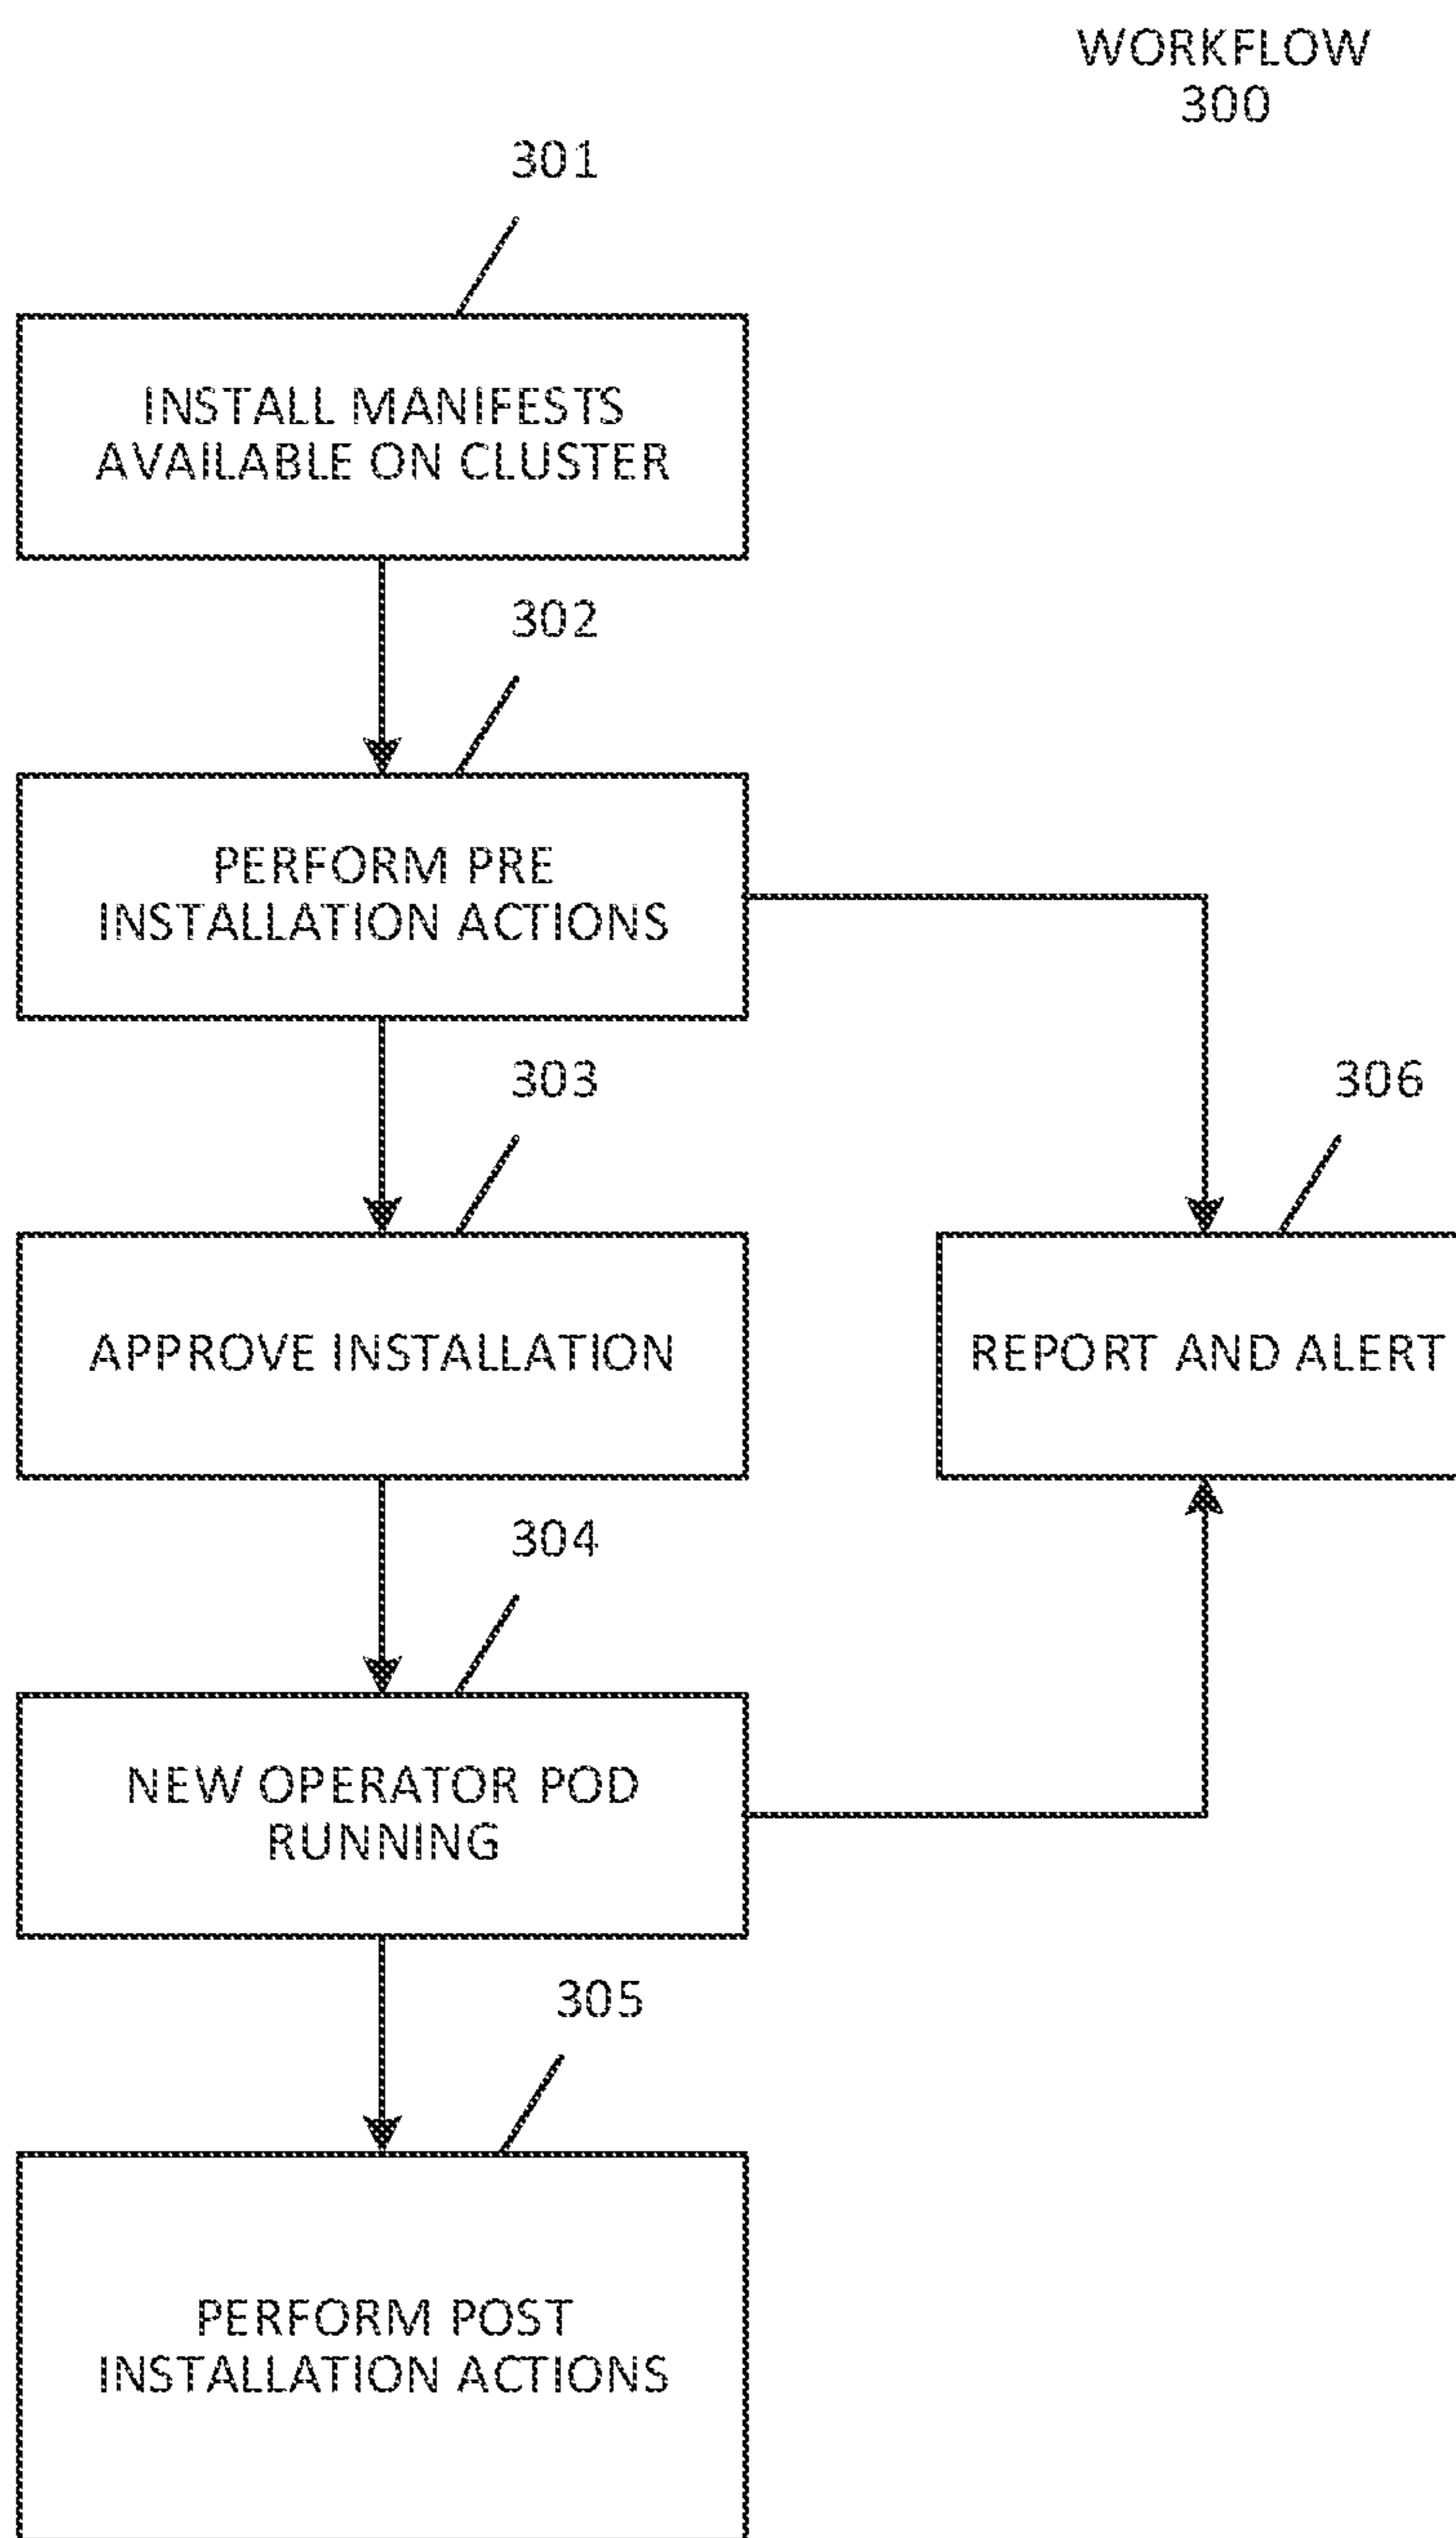 WORKFLOW
300
301
INSTALL MANIFESTS
AVAILABLE ON CLUSTER
302
PERFORM PRE
INSTALLATION ACTIONS
303
APPROVE INSTALLATION
306
REPORT AND ALERT
304
NEW OPERATOR POD
RUNNING
305
PERFORM POST
INSTALLATION ACTIONS